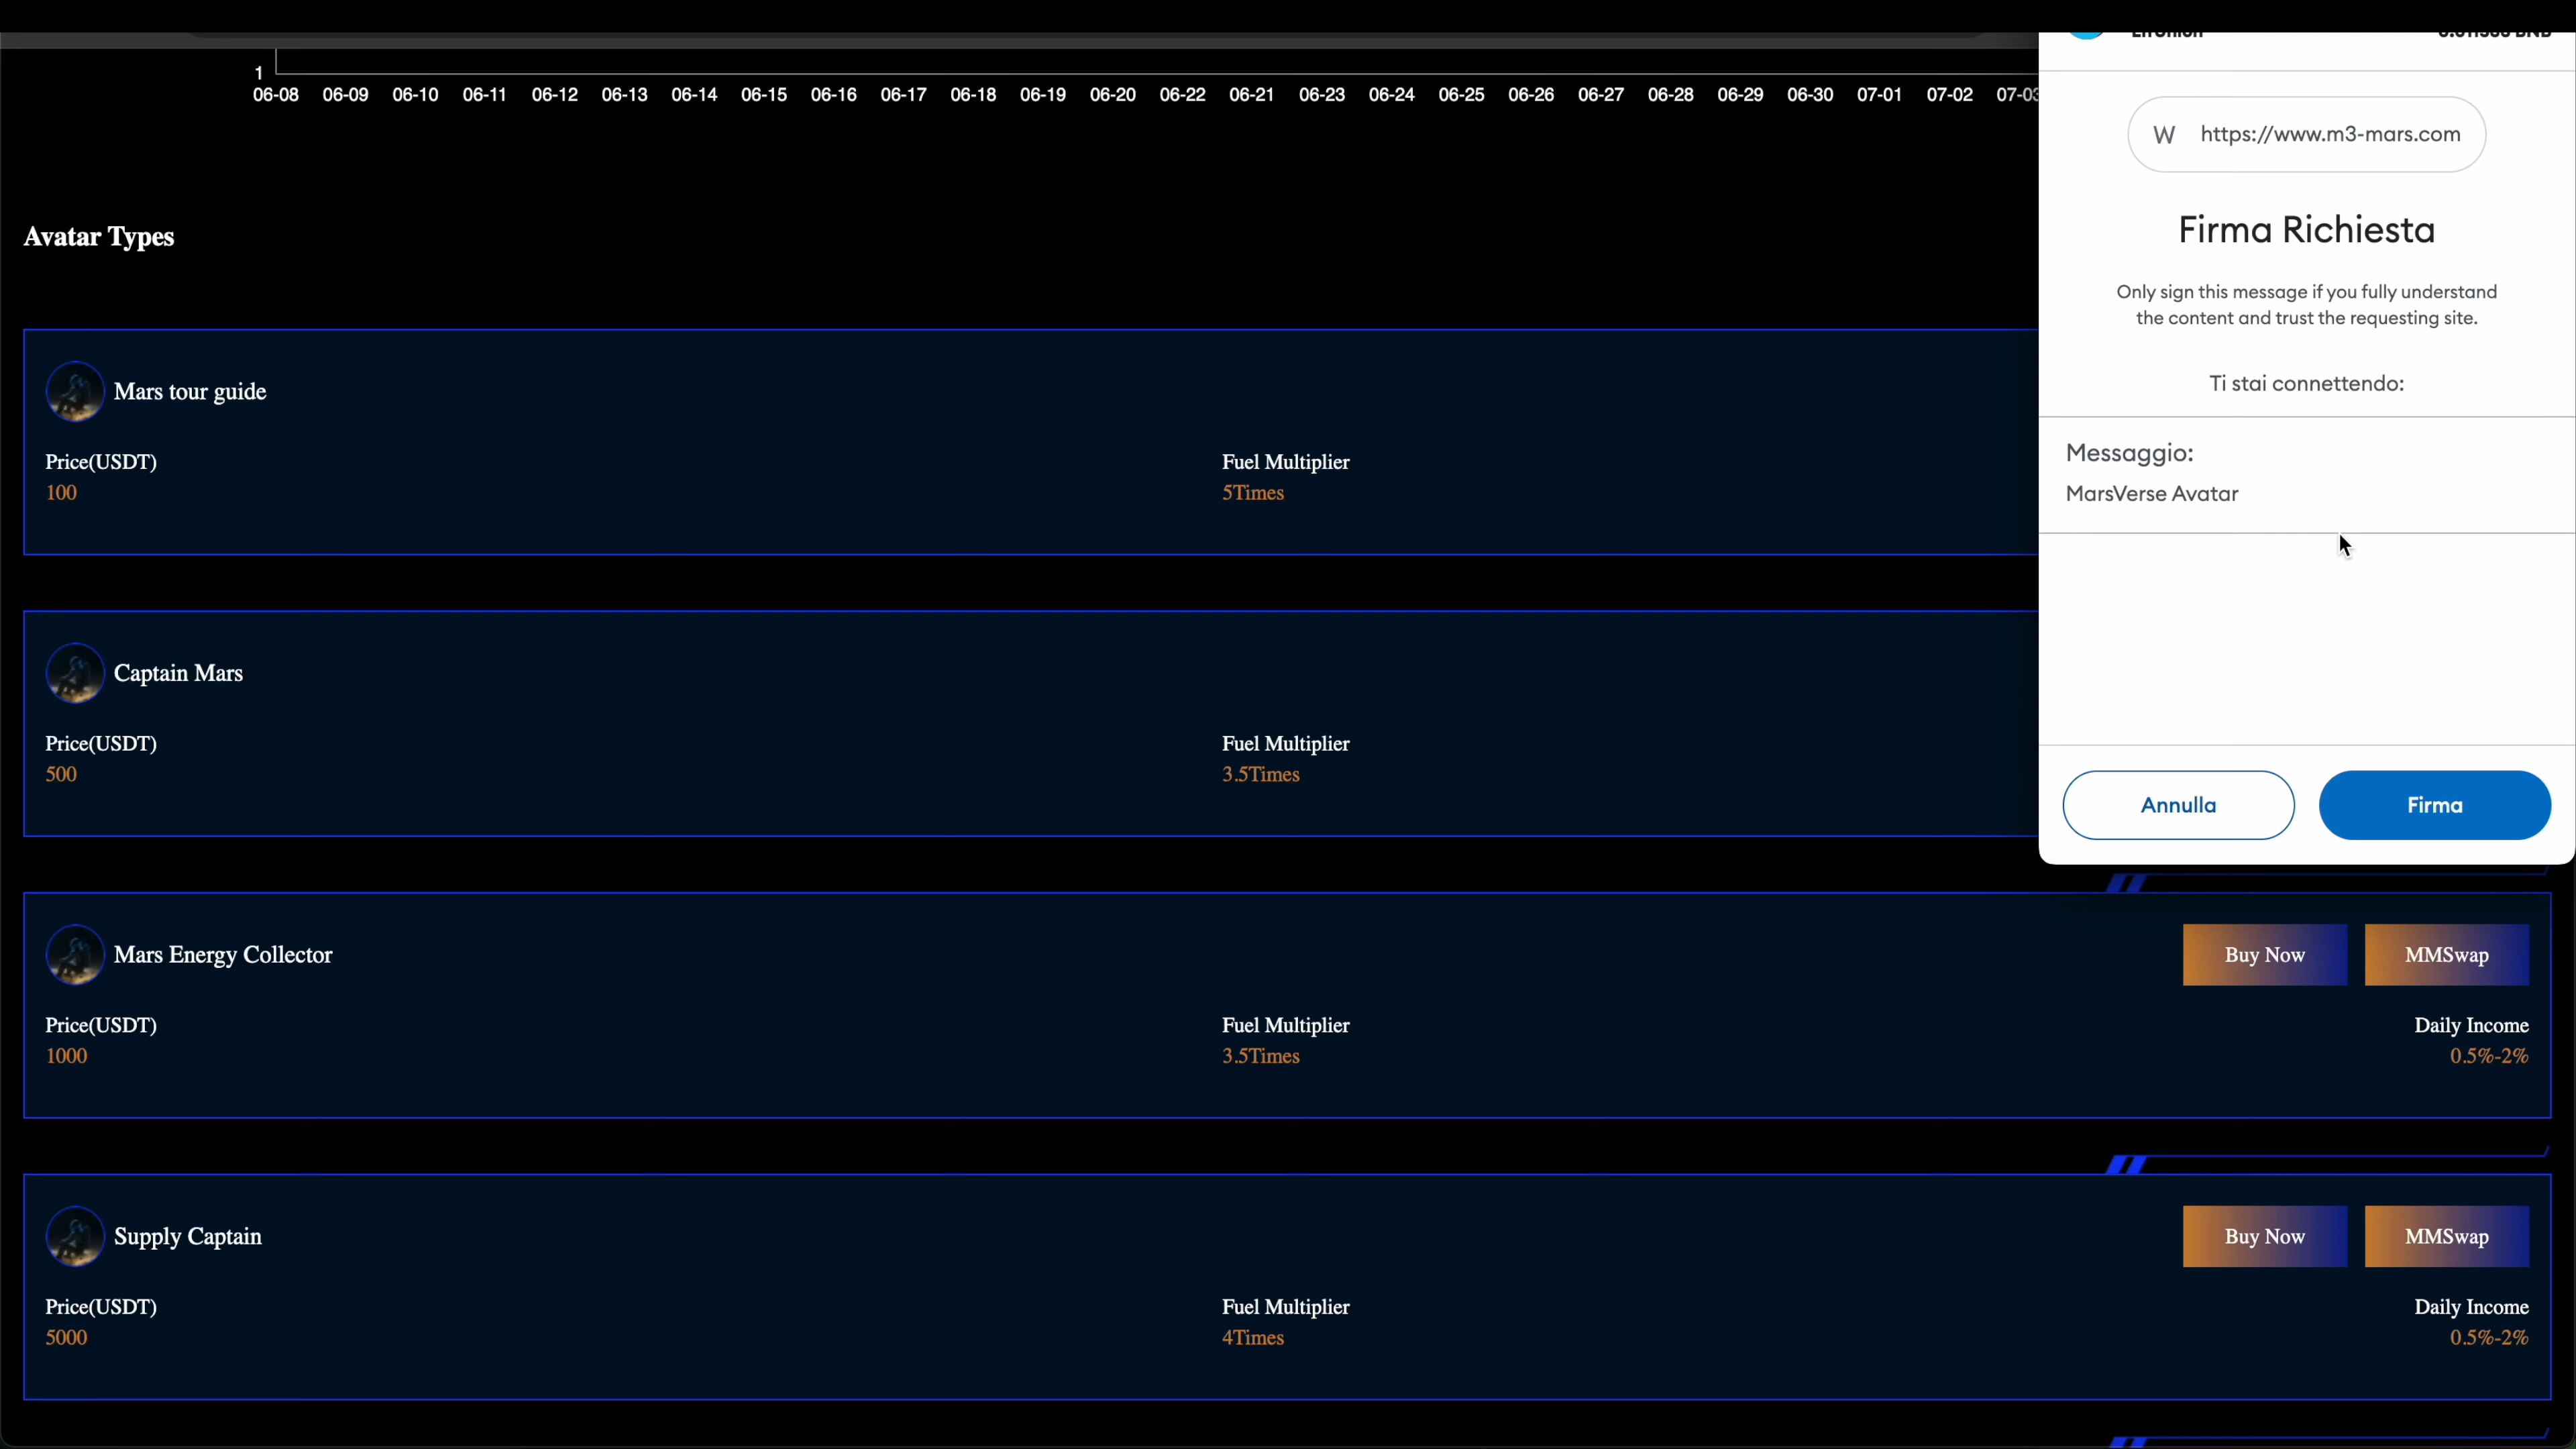 1
06-08 06-09 06-10 06-11 06-12 06-13 06-14 06-15 06-16 06-17 06-18 06-19 06-20 06-22 06-21 06-23 06-24 06-25 06-26 06-27 06-28 06-29 06-30 07-01 07-02 07-03
Avatar Types
Mars tour guide
Price(USDT) Fuel Multiplier
100 5Times
Captain Mars
Price(USDT) Fuel Multiplier
500 3.5Times
Mars Energy Collector Buy Now MMSwap
Price(USDT) Fuel Multiplier Daily Income
1000 3.5Times 0.5%-2%
Supply Captain Buy Now MMSwap
Price(USDT) Fuel Multiplier Daily Income
5000 4Times 0.5%-2%
W https://www.m3-mars.com
Firma Richiesta
Only sign this message if you fully understand
the content and trust the requesting site.
Ti stai connettendo:
Messaggio:
MarsVerse Avatar
Annulla Firma